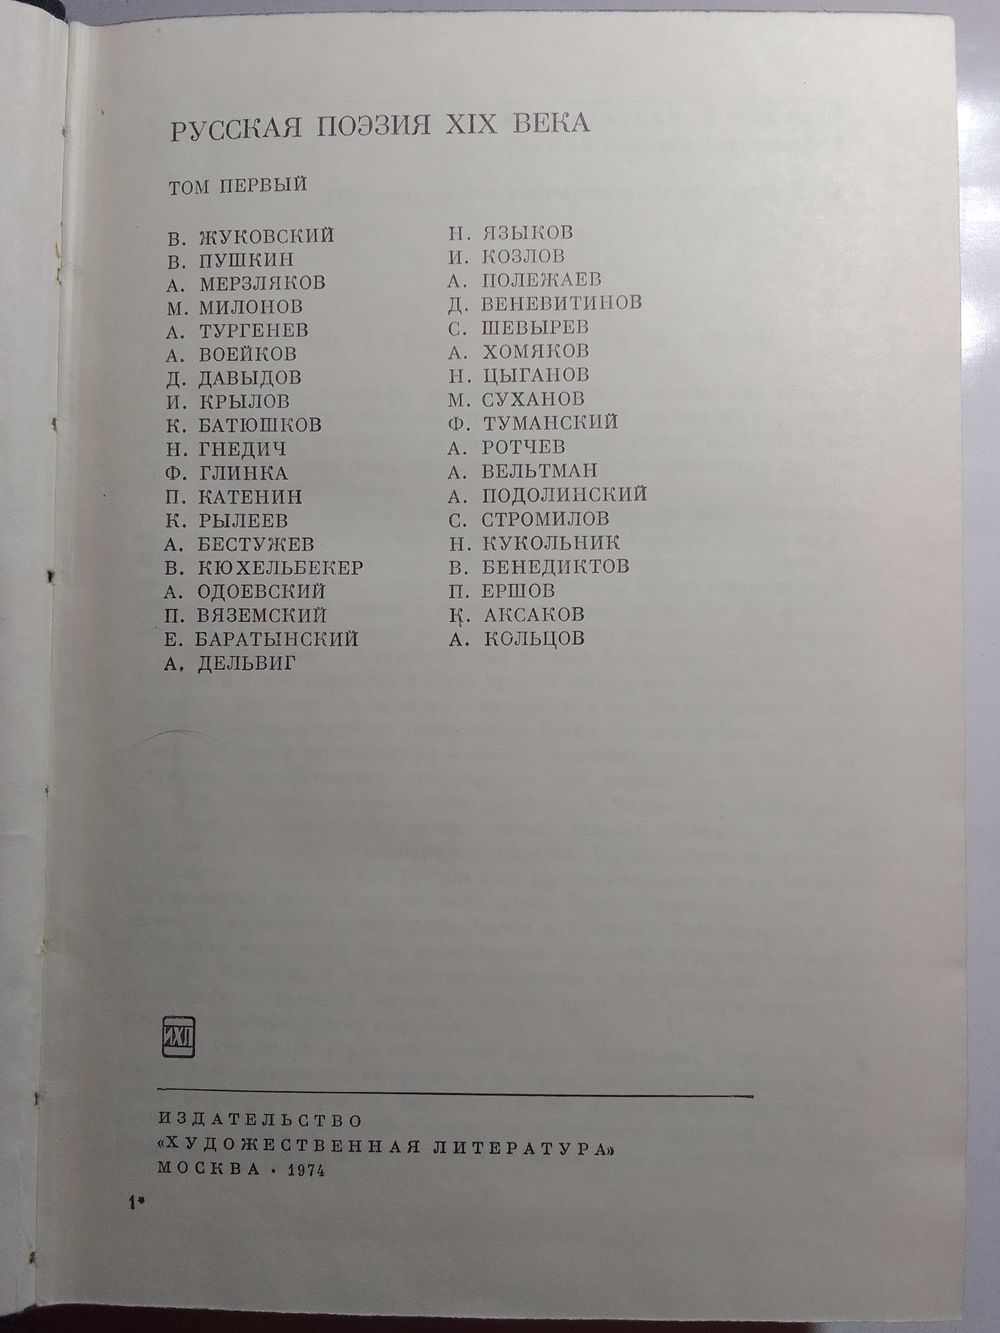 РУССКАЯ ПОЭЗИЯ XIX ВЕКА
ТОМ ПЕРВЫЙ
В. ЖУКОВСКИЙ
В. ПУШКИН
А. МЕРЗЛЯКОВ
М. МИЛОНОВ
А. ТУРГЕНЕВ
А. ВОЕЙКОВ
Д. ДАВЫДОВ
И. КРЫЛОВ
К. БАТЮШКОВ
Н. ГНЕДИЧ
Ф. ГЛИНКА
П. КАТЕНИН
К. РЫЛЕЕВ
А. БЕСТУЖЕВ
В. КЮХЕЛЬБЕКЕР
А. ОДОЕВСКИЙ
П. ВЯЗЕМСКИЙ
Е. БАРАТЫНСКИЙ
А. ДЕЛЬВИГ
Н. ЯЗЫКОВ
И. КОЗЛОВ
А. ПОЛЕЖАЕВ
Д. ВЕНЕВИТИНОВ
С. ШЕВЫРЕВ
А. ХОМЯКОВ
Н. ЦЫГАНОВ
М. СУХАНОВ
Ф. ТУМАНСКИЙ
А. РОТЧЕВ
А. ВЕЛЬТМАН
А. ПОДОЛИНСКИЙ
С. СТРОМИЛОВ
Н. КУКОЛЬНИК
В. БЕНЕДИКТОВ
П. ЕРШОВ
К. АКСАКОВ
А. КОЛЬЦОВ
ИХЛ
ИЗДАТЕЛЬСТВО
«ХУДОЖЕСТВЕННАЯ ЛИТЕРАТУРА»
МОСКВА · 1974
1*